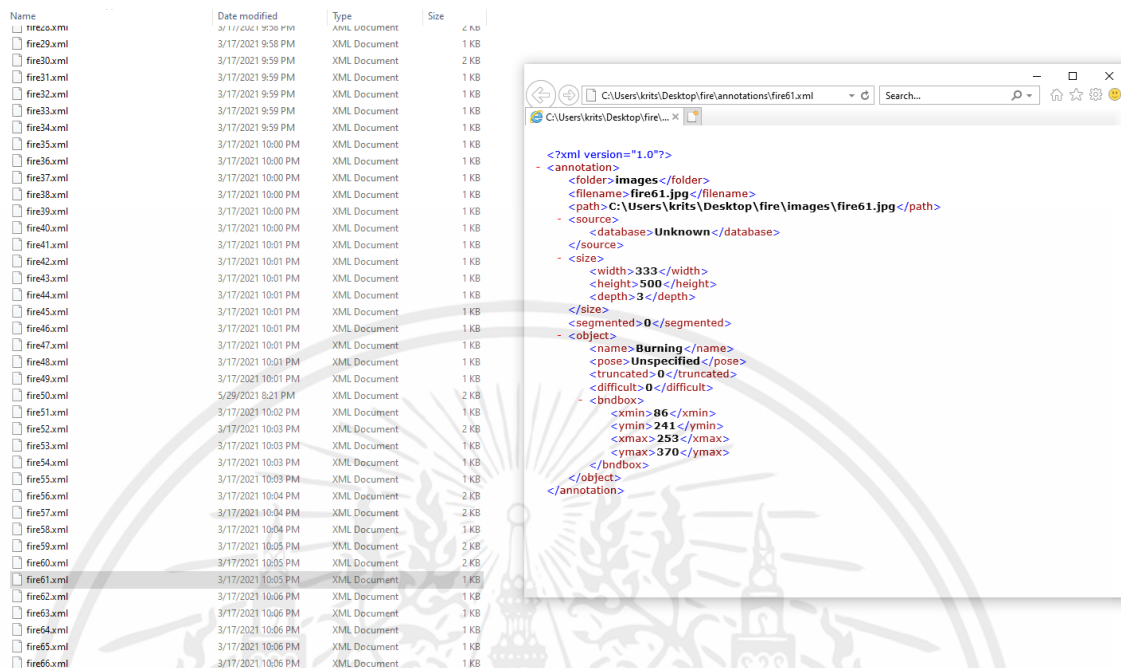 Name Date modified Type Size
fire28.xml 3/17/2021 9:58 PM XML Document 2 KB
fire29.xml 3/17/2021 9:58 PM XML Document 1 KB
fire30.xml 3/17/2021 9:59 PM XML Document 2 KB
fire31.xml 3/17/2021 9:59 PM XML Document 1 KB
fire32.xml 3/17/2021 9:59 PM XML Document 1 KB
fire33.xml 3/17/2021 9:59 PM XML Document 1 KB
fire34.xml 3/17/2021 9:59 PM XML Document 1 KB
fire35.xml 3/17/2021 10:00 PM XML Document 1 KB
fire36.xml 3/17/2021 10:00 PM XML Document 1 KB
fire37.xml 3/17/2021 10:00 PM XML Document 1 KB
fire38.xml 3/17/2021 10:00 PM XML Document 1 KB
fire39.xml 3/17/2021 10:00 PM XML Document 1 KB
fire40.xml 3/17/2021 10:00 PM XML Document 1 KB
fire41.xml 3/17/2021 10:01 PM XML Document 1 KB
fire42.xml 3/17/2021 10:01 PM XML Document 1 KB
fire43.xml 3/17/2021 10:01 PM XML Document 1 KB
fire44.xml 3/17/2021 10:01 PM XML Document 1 KB
fire45.xml 3/17/2021 10:01 PM XML Document 1 KB
fire46.xml 3/17/2021 10:01 PM XML Document 1 KB
fire47.xml 3/17/2021 10:01 PM XML Document 1 KB
fire48.xml 3/17/2021 10:01 PM XML Document 1 KB
fire49.xml 3/17/2021 10:01 PM XML Document 1 KB
fire50.xml 5/29/2021 8:21 PM XML Document 2 KB
fire51.xml 3/17/2021 10:02 PM XML Document 1 KB
fire52.xml 3/17/2021 10:03 PM XML Document 2 KB
fire53.xml 3/17/2021 10:03 PM XML Document 1 KB
fire54.xml 3/17/2021 10:03 PM XML Document 1 KB
fire55.xml 3/17/2021 10:03 PM XML Document 1 KB
fire56.xml 3/17/2021 10:04 PM XML Document 2 KB
fire57.xml 3/17/2021 10:04 PM XML Document 2 KB
fire58.xml 3/17/2021 10:04 PM XML Document 1 KB
fire59.xml 3/17/2021 10:05 PM XML Document 2 KB
fire60.xml 3/17/2021 10:05 PM XML Document 2 KB
fire61.xml 3/17/2021 10:05 PM XML Document 1 KB
fire62.xml 3/17/2021 10:06 PM XML Document 1 KB
fire63.xml 3/17/2021 10:06 PM XML Document 1 KB
fire64.xml 3/17/2021 10:06 PM XML Document 1 KB
fire65.xml 3/17/2021 10:06 PM XML Document 1 KB
fire66.xml 3/17/2021 10:06 PM XML Document 1 KB
C:\Users\krits\Desktop\fire\annotations\fire61.xml Search...
C:\Users\krits\Desktop\fire\...
<?xml version="1.0"?>
- <annotation>
<folder>images</folder>
<filename>fire61.jpg</filename>
<path>C:\Users\krits\Desktop\fire\images\fire61.jpg</path>
- <source>
<database>Unknown</database>
</source>
- <size>
<width>333</width>
<height>500</height>
<depth>3</depth>
</size>
<segmented>0</segmented>
- <object>
<name>Burning</name>
<pose>Unspecified</pose>
<truncated>0</truncated>
<difficult>0</difficult>
- <bndbox>
<xmin>86</xmin>
<ymin>241</ymin>
<xmax>253</xmax>
<ymax>370</ymax>
</bndbox>
</object>
</annotation>